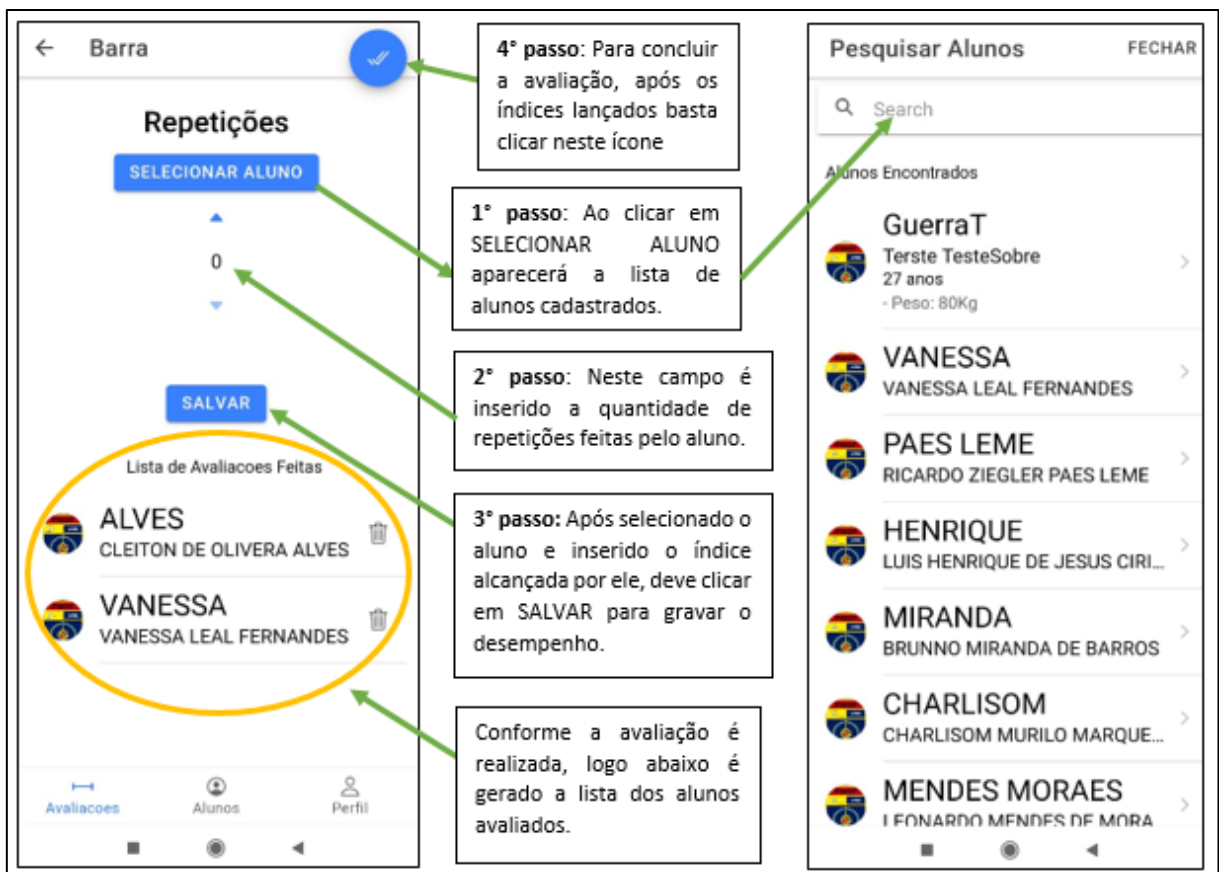 Barra
Repetições
SELECIONAR ALUNO
0
SALVAR
Lista de Avaliacoes Feitas
ALVES
CLEITON DE OLIVERA ALVES
VANESSA
VANESSA LEAL FERNANDES
Avaliacoes
Alunos
Perfil
4° passo: Para concluir
a avaliação, após os
índices lançados basta
clicar neste ícone
1° passo: Ao clicar em
SELECIONAR ALUNO
aparecerá a lista de
alunos cadastrados.
2° passo: Neste campo é
inserido a quantidade de
repetições feitas pelo aluno.
3° passo: Após selecionado o
aluno e inserido o índice
alcançada por ele, deve clicar
em SALVAR para gravar o
desempenho.
Conforme a avaliação é
realizada, logo abaixo é
gerado a lista dos alunos
avaliados.
Pesquisar Alunos
FECHAR
Search
Alunos Encontrados
GuerraT
Terste TesteSobre
27 anos
- Peso: 80Kg
VANESSA
VANESSA LEAL FERNANDES
PAES LEME
RICARDO ZIEGLER PAES LEME
HENRIQUE
LUIS HENRIQUE DE JESUS CIRI...
MIRANDA
BRUNNO MIRANDA DE BARROS
CHARLISOM
CHARLISOM MURILO MARQUE...
MENDES MORAES
LEONARDO MENDES DE MORA